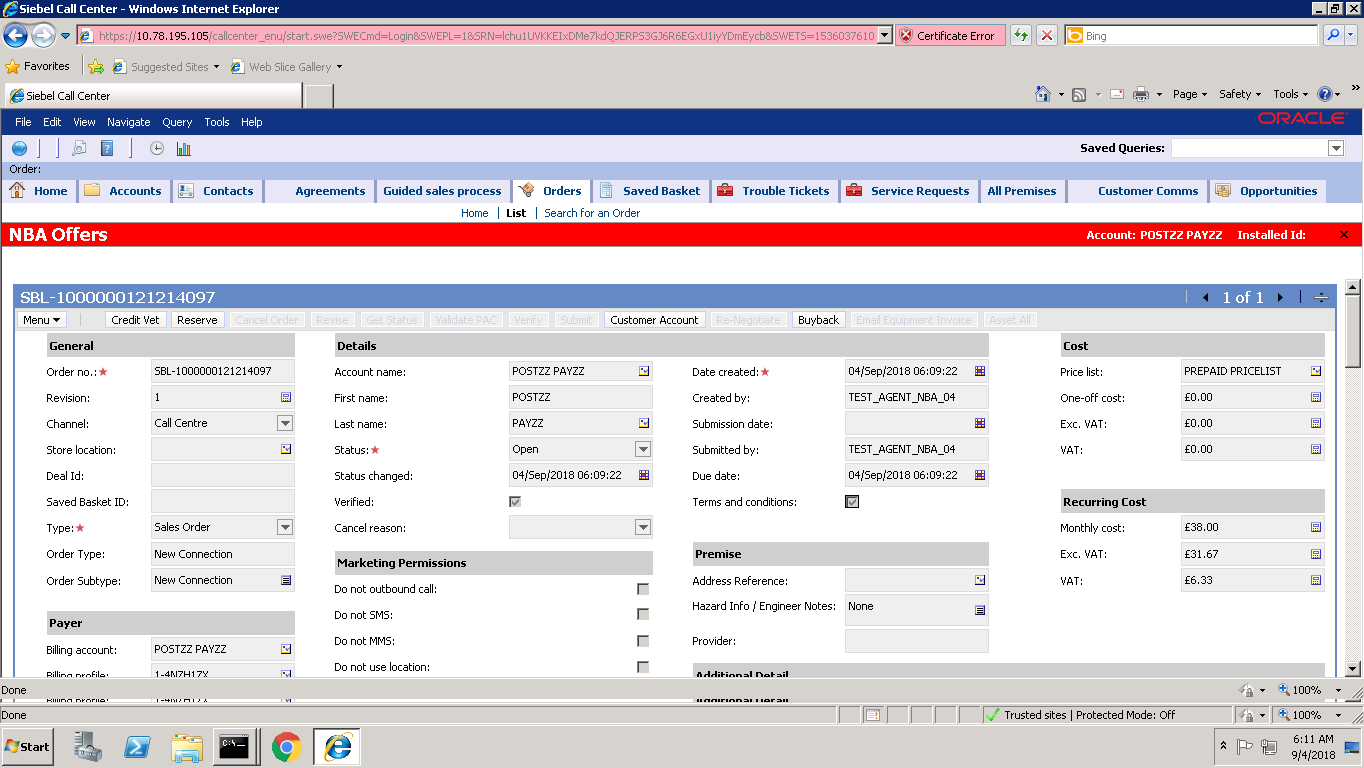 Siebel Call Center - Windows Internet Explorer
https://10.78.195.105/callcenter_enu/start.swe?SWECmd=Login&SWEPL=1&SRN=lchu1UVKKEIxDMe7kdQJERPS3GJ6R6EGxU1iyYDmEycb&SWETS=1536037610 Certificate Error Bing
Favorites Suggested Sites Web Slice Gallery
Siebel Call Center Page Safety Tools
File Edit View Navigate Query Tools Help ORACLE
Saved Queries:
Order:
Home Accounts Contacts Agreements Guided sales process Orders Saved Basket Trouble Tickets Service Requests All Premises Customer Comms Opportunities
Home List Search for an Order
NBA Offers Account: POSTZZ PAYZZ Installed Id:
SBL-1000000121214097 1 of 1
Menu Credit Vet Reserve Cancel Order Revise Get Status Validate PAC Verify Submit Customer Account Re-Negotiate Buyback Email Equipment Invoice Asset All
General Details Cost
Order no.: SBL-1000000121214097 Account name: POSTZZ PAYZZ Date created: 04/Sep/2018 06:09:22 Price list: PREPAID PRICELIST
Revision: 1 First name: POSTZZ Created by: TEST_AGENT_NBA_04 One-off cost: £0.00
Channel: Call Centre Last name: PAYZZ Submission date: Exc. VAT: £0.00
Store location: Status: Open Submitted by: TEST_AGENT_NBA_04 VAT: £0.00
Deal Id: Status changed: 04/Sep/2018 06:09:22 Due date: 04/Sep/2018 06:09:22
Saved Basket ID: Verified: Terms and conditions: Recurring Cost
Type: Sales Order Cancel reason: Monthly cost: £38.00
Order Type: New Connection Marketing Permissions Premise Exc. VAT: £31.67
Order Subtype: New Connection Do not outbound call: Address Reference: VAT: £6.33
Do not SMS: Hazard Info / Engineer Notes: None
Payer
Billing account: POSTZZ PAYZZ Do not MMS: Provider:
Billing profile: 1-4NZH1ZX Do not use location: Additional Detail
Done 100%
Billing profile: 1-4NZH1ZX Additional Detail
Done Trusted sites | Protected Mode: Off 100%
Start 6:11 AM
9/4/2018